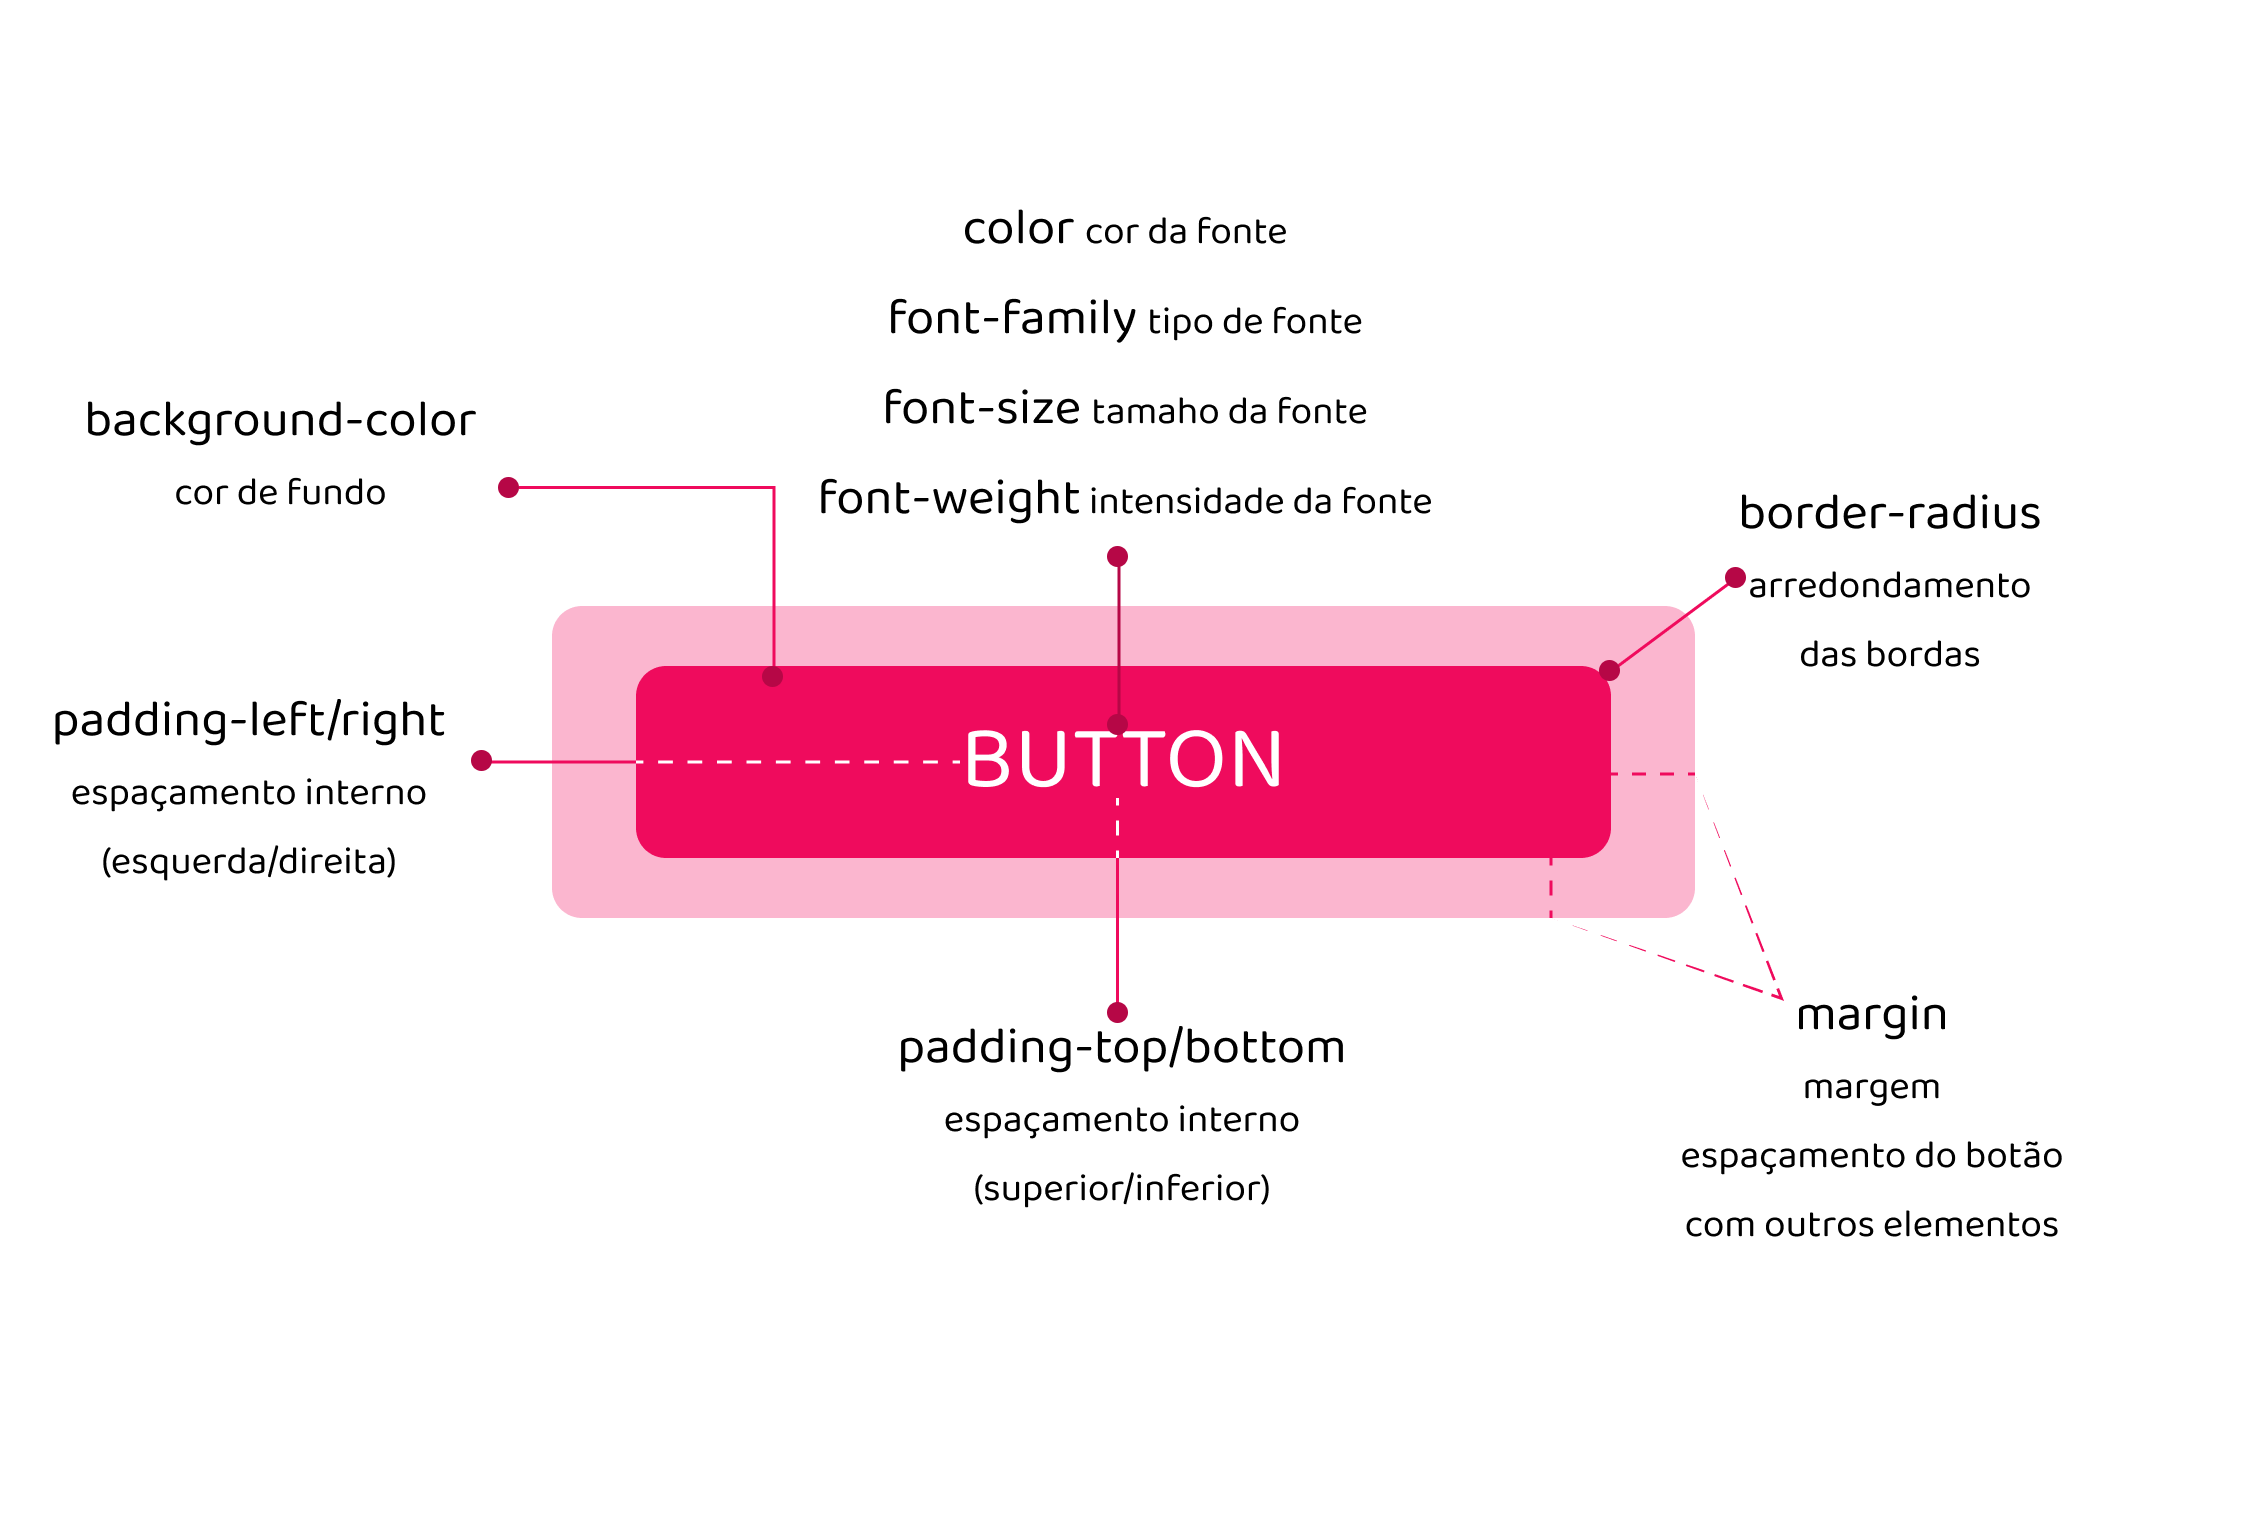 color cor da fonte
font-family tipo de fonte
font-size tamaho da fonte
font-weight intensidade da fonte
background-color
cor de fundo
border-radius
arredondamento
das bordas
padding-left/right
espaçamento interno
(esquerda/direita)
BUTTON
padding-top/bottom
espaçamento interno
(superior/inferior)
margin
margem
espaçamento do botão
com outros elementos